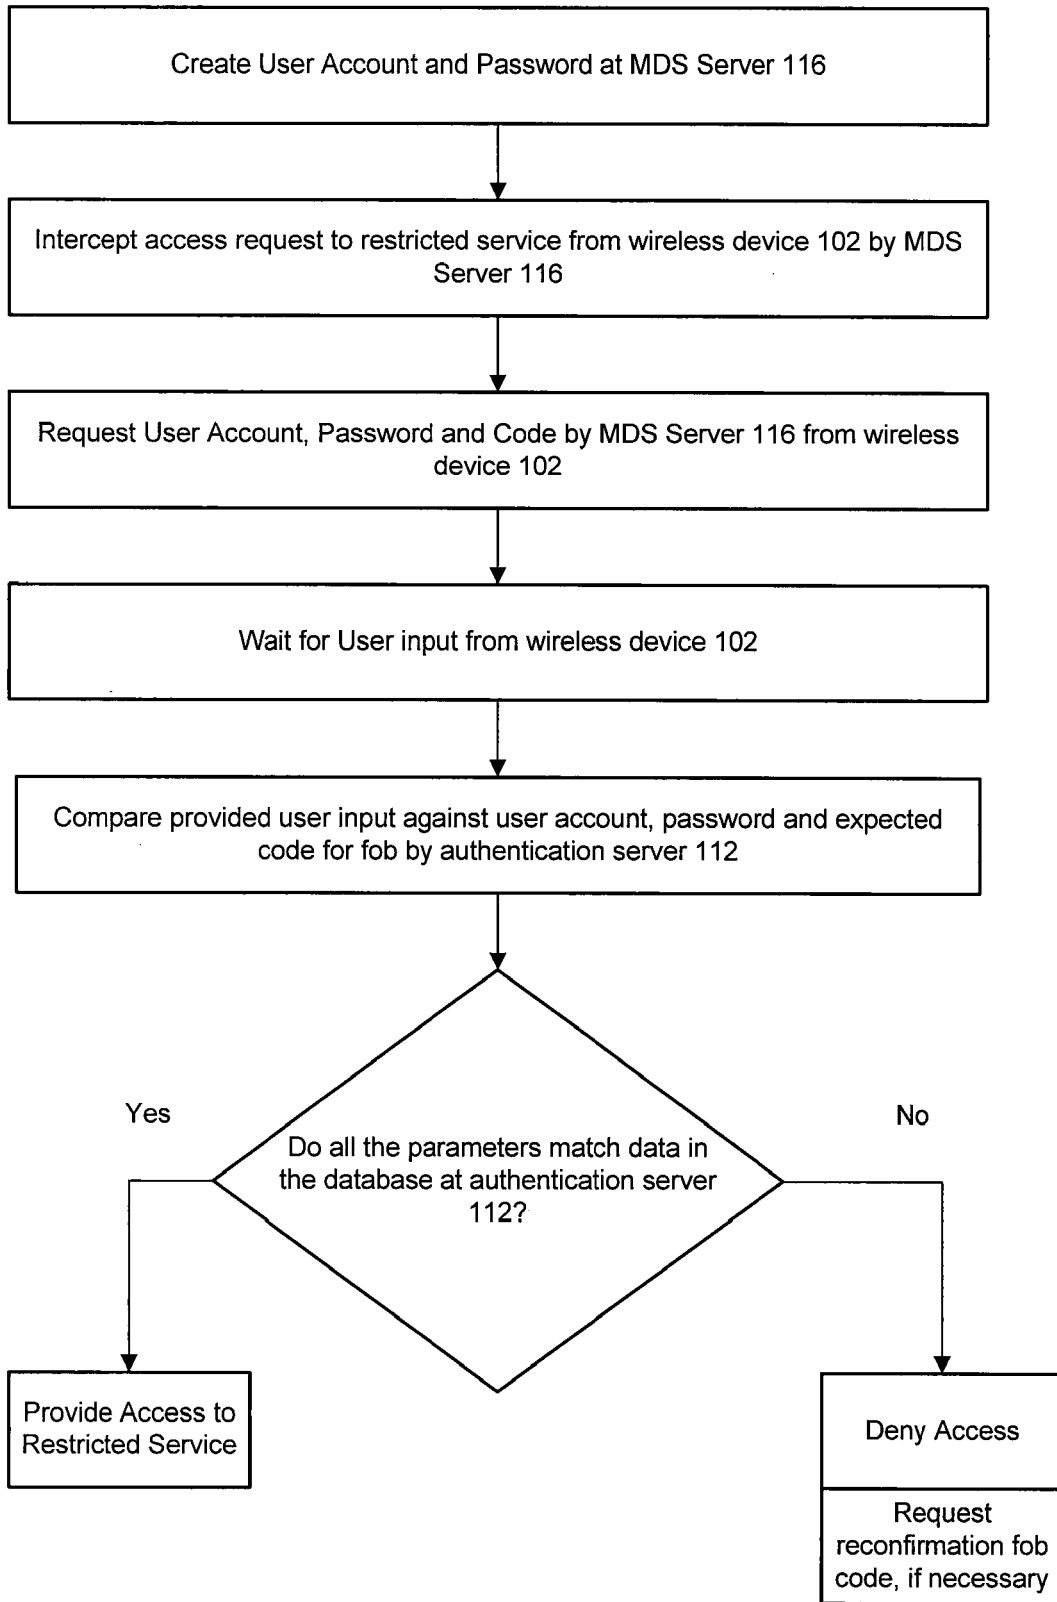 Create User Account and Password at MDS Server 116
Intercept access request to restricted service from wireless device 102 by MDS
Server 116
Request User Account, Password and Code by MDS Server 116 from wireless
device 102
Wait for User input from wireless device 102
Compare provided user input against user account, password and expected
code for fob by authentication server 112
Yes
No
Do all the parameters match data in
the database at authentication server
112?
Provide Access to
Restricted Service
Deny Access
Request
reconfirmation fob
code, if necessary